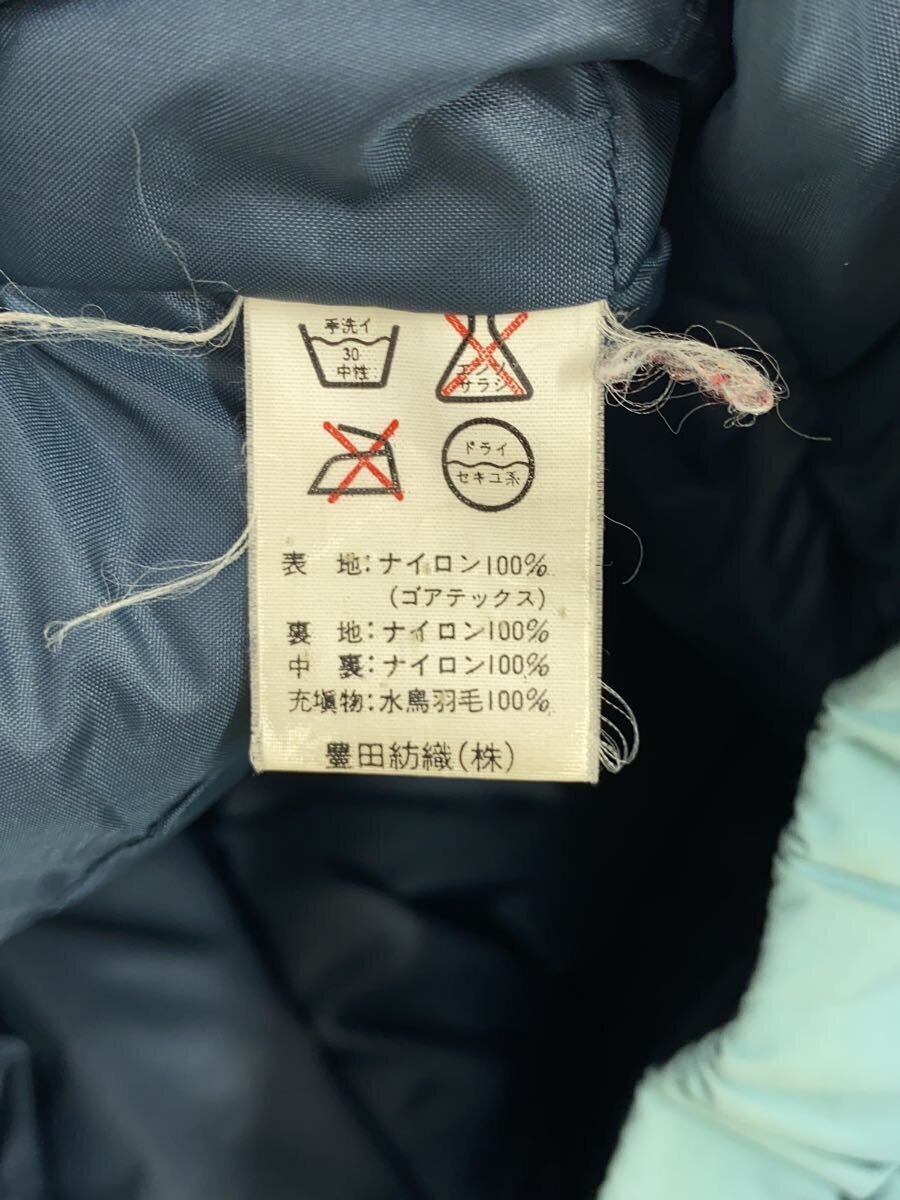 手洗イ
30
中性
エンソ
サラシ
ドライ
セキユ系
表 地:ナイロン100%
(ゴアテックス)
裏 地:ナイロン100%
中 裏:ナイロン100%
充塡物:水鳥羽毛100%
豊田紡織(株)